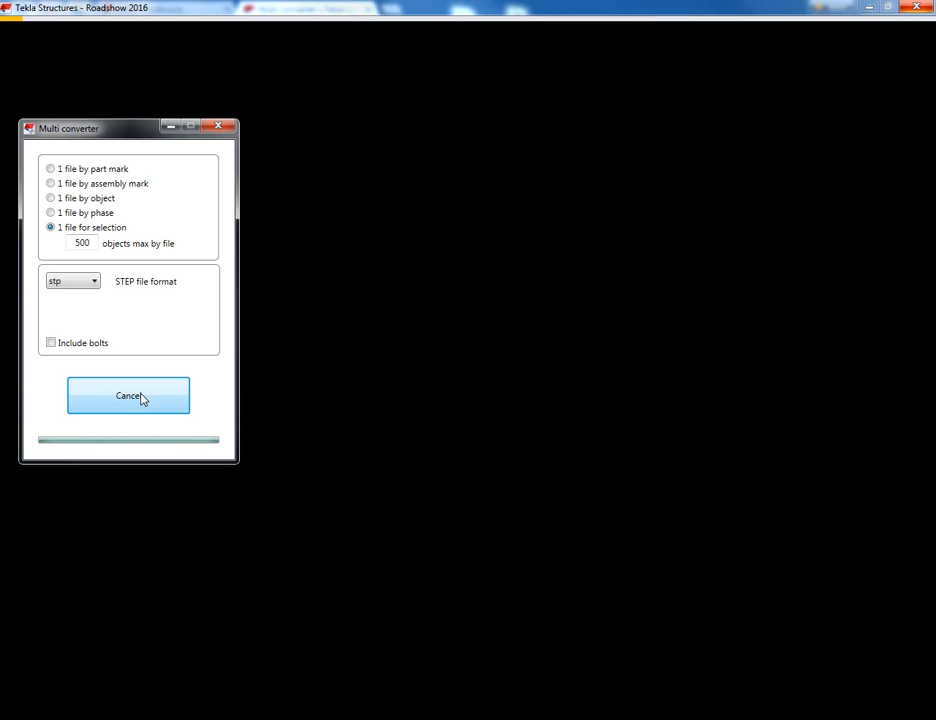 Tekla Structures - Roadshow 2016
Multi converter
1 file by part mark
1 file by assembly mark
1 file by object
1 file by phase
1 file for selection
500 objects max by file
stp STEP file format
Include bolts
Cancel